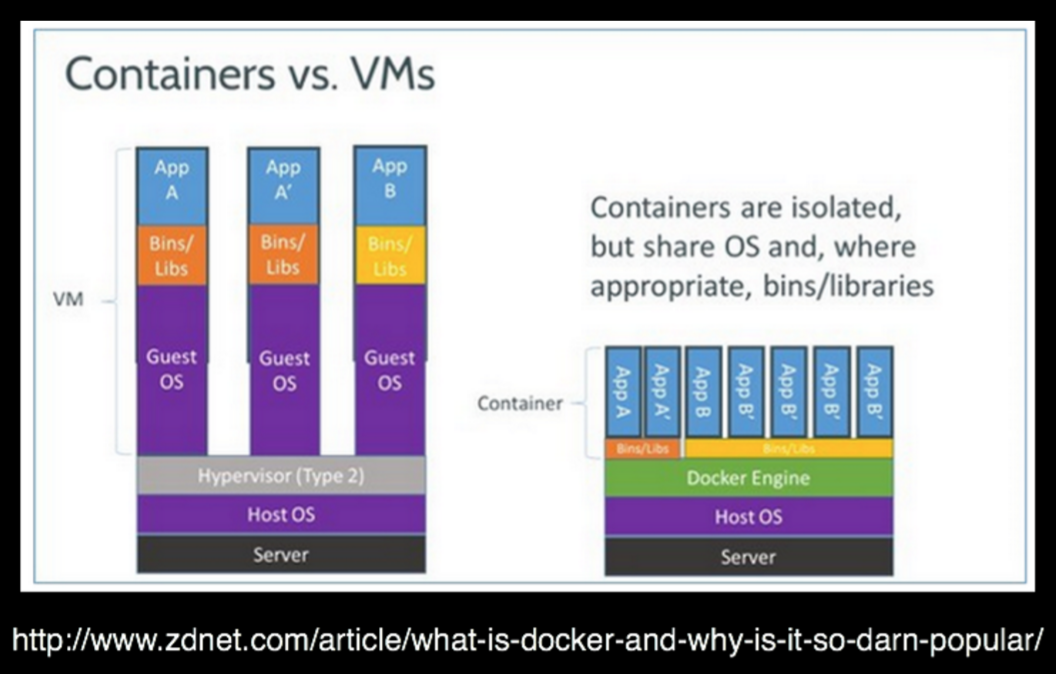 Containers vs. VMs
App
A
App
A'
App
B
Bins/
Libs
Bins/
Libs
Bins/
Libs
VM
Guest
OS
Guest
OS
Guest
OS
Hypervisor (Type 2)
Host OS
Server
Containers are isolated,
but share OS and, where
appropriate, bins/libraries
Container
App A
App A'
App B
App B'
App B'
App B'
App B'
Bins/Libs
Bins/Libs
Docker Engine
Host OS
Server
http://www.zdnet.com/article/what-is-docker-and-why-is-it-so-darn-popular/